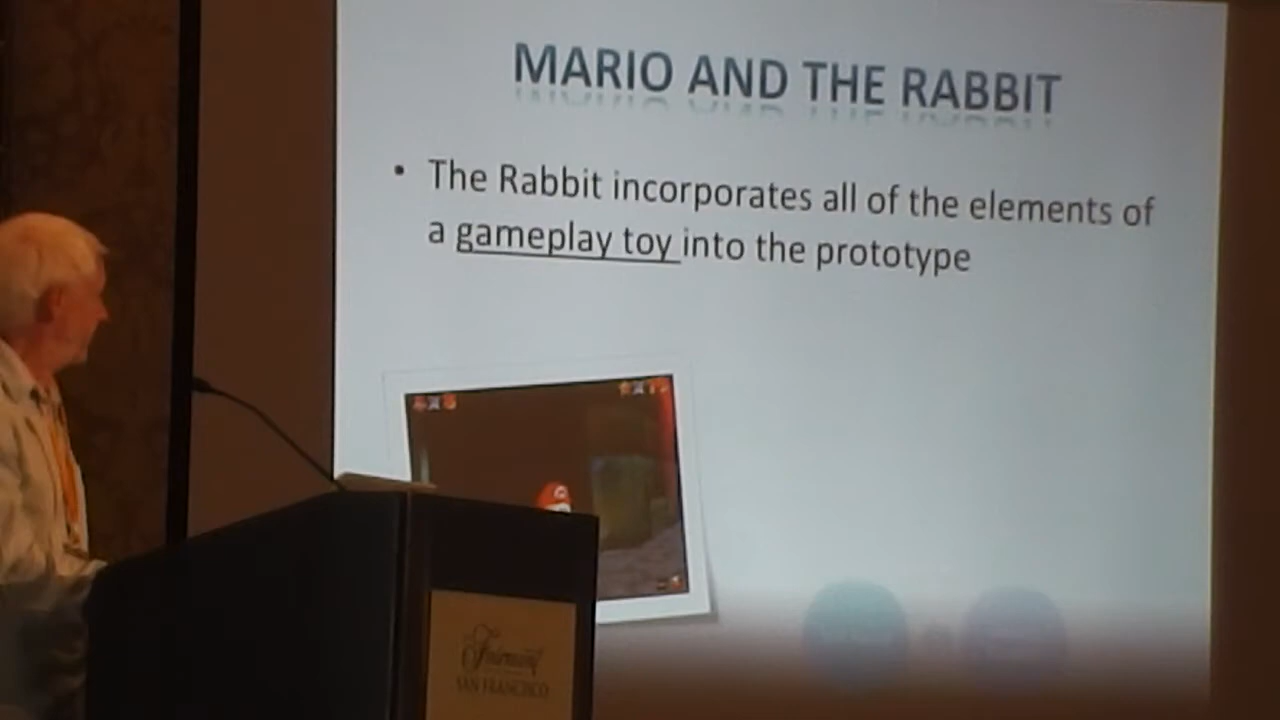 MARIO AND THE RABBIT
• The Rabbit incorporates all of the elements of
a gameplay toy into the prototype
Fairmont
SAN FRANCISCO